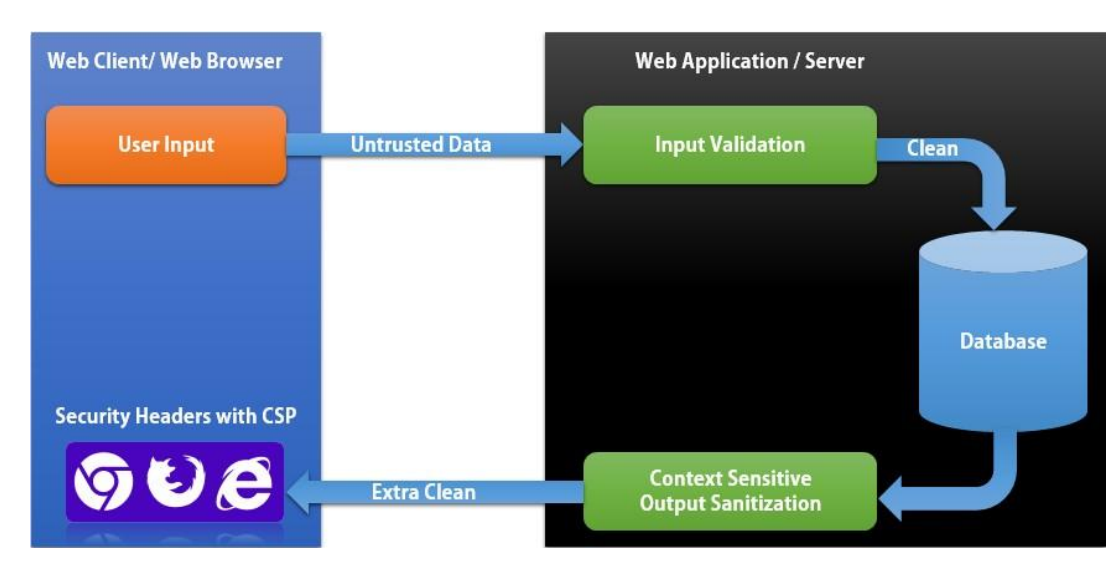 Web Client/ Web Browser
Web Application / Server
User Input
Untrusted Data
Input Validation
Clean
Database
Security Headers with CSP
Extra Clean
Context Sensitive
Output Sanitization